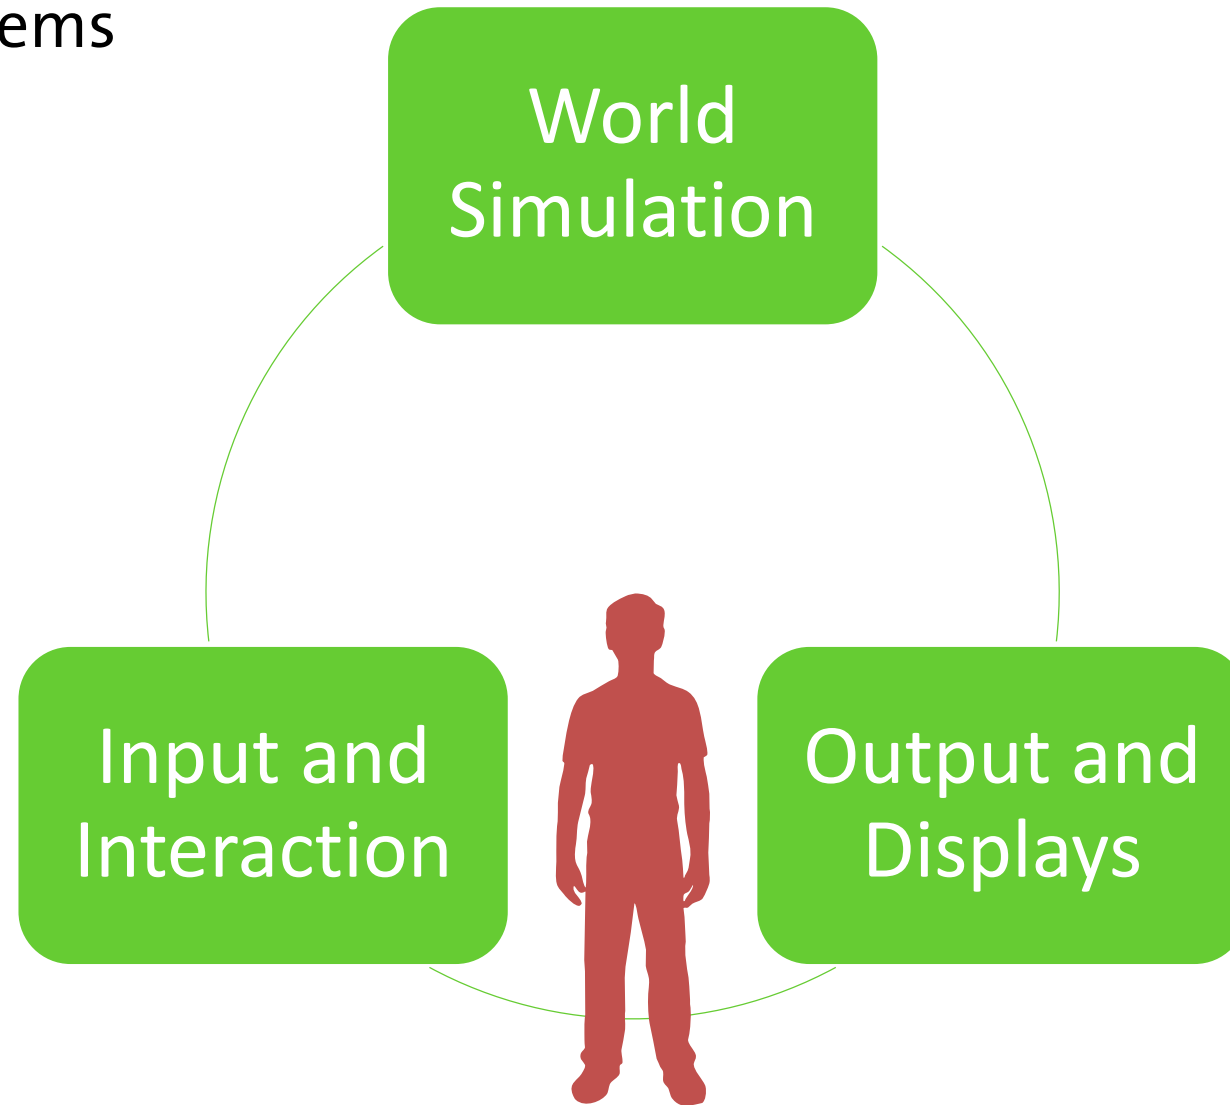 ems
World
Simulation
Input and
Interaction
Output and
Displays